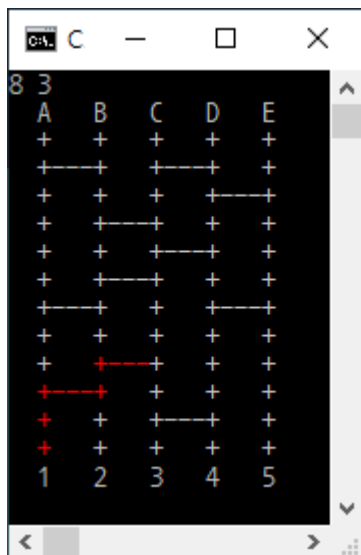 C
8 3
A B C D E
+ + + + +
+---+ +---+ +
+ + + +---+
+ +---+ + +
+ + +---+ +
+ +---+ + +
+---+ + +---+
+ + + + +
+ +---+ + +
+---+ + + +
+ + +---+ +
+ + + + +
1 2 3 4 5